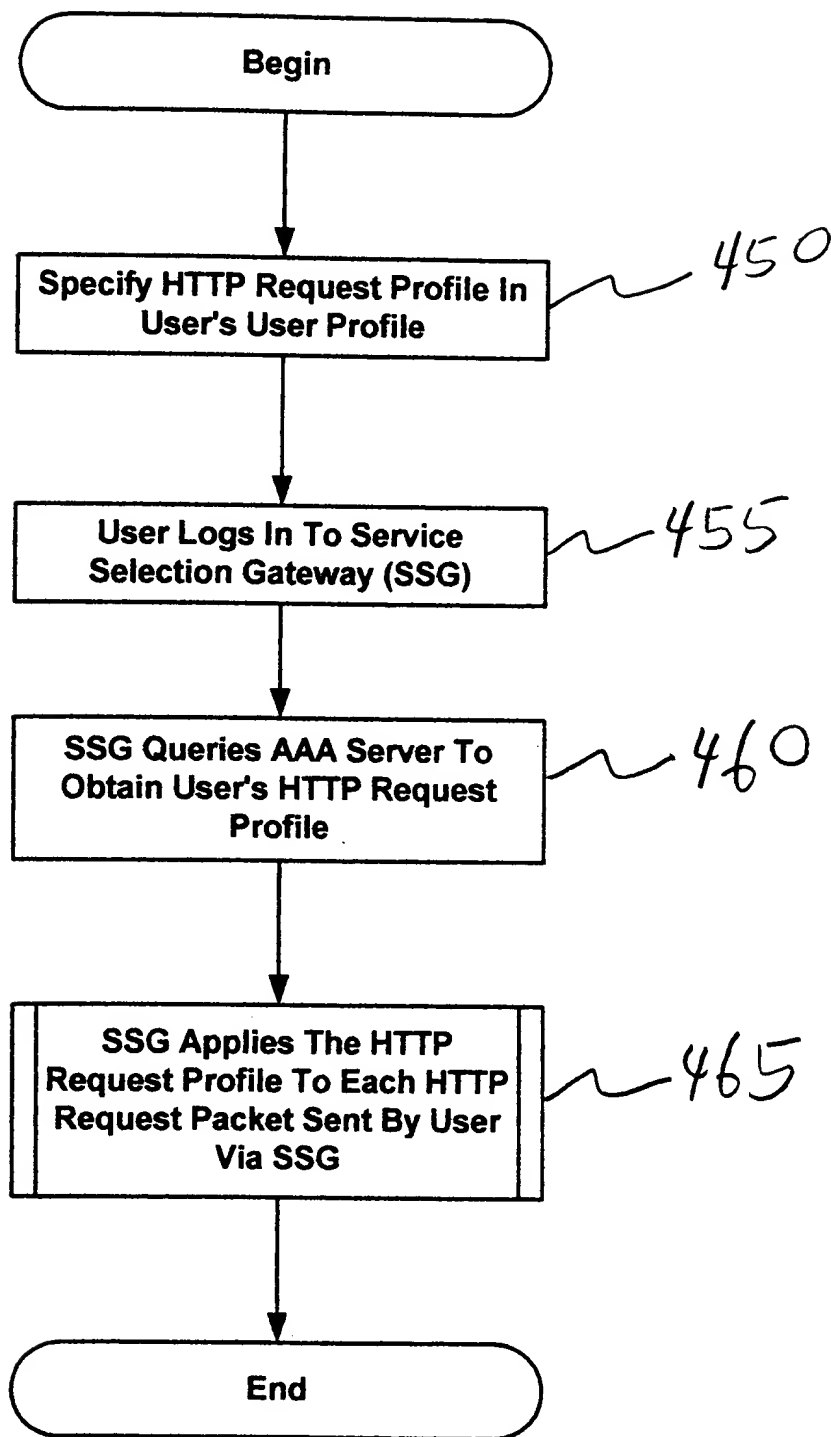 Begin
450
Specify HTTP Request Profile In
User's User Profile
455
User Logs In To Service
Selection Gateway (SSG)
460
SSG Queries AAA Server To
Obtain User's HTTP Request
Profile
465
SSG Applies The HTTP
Request Profile To Each HTTP
Request Packet Sent By User
Via SSG
End